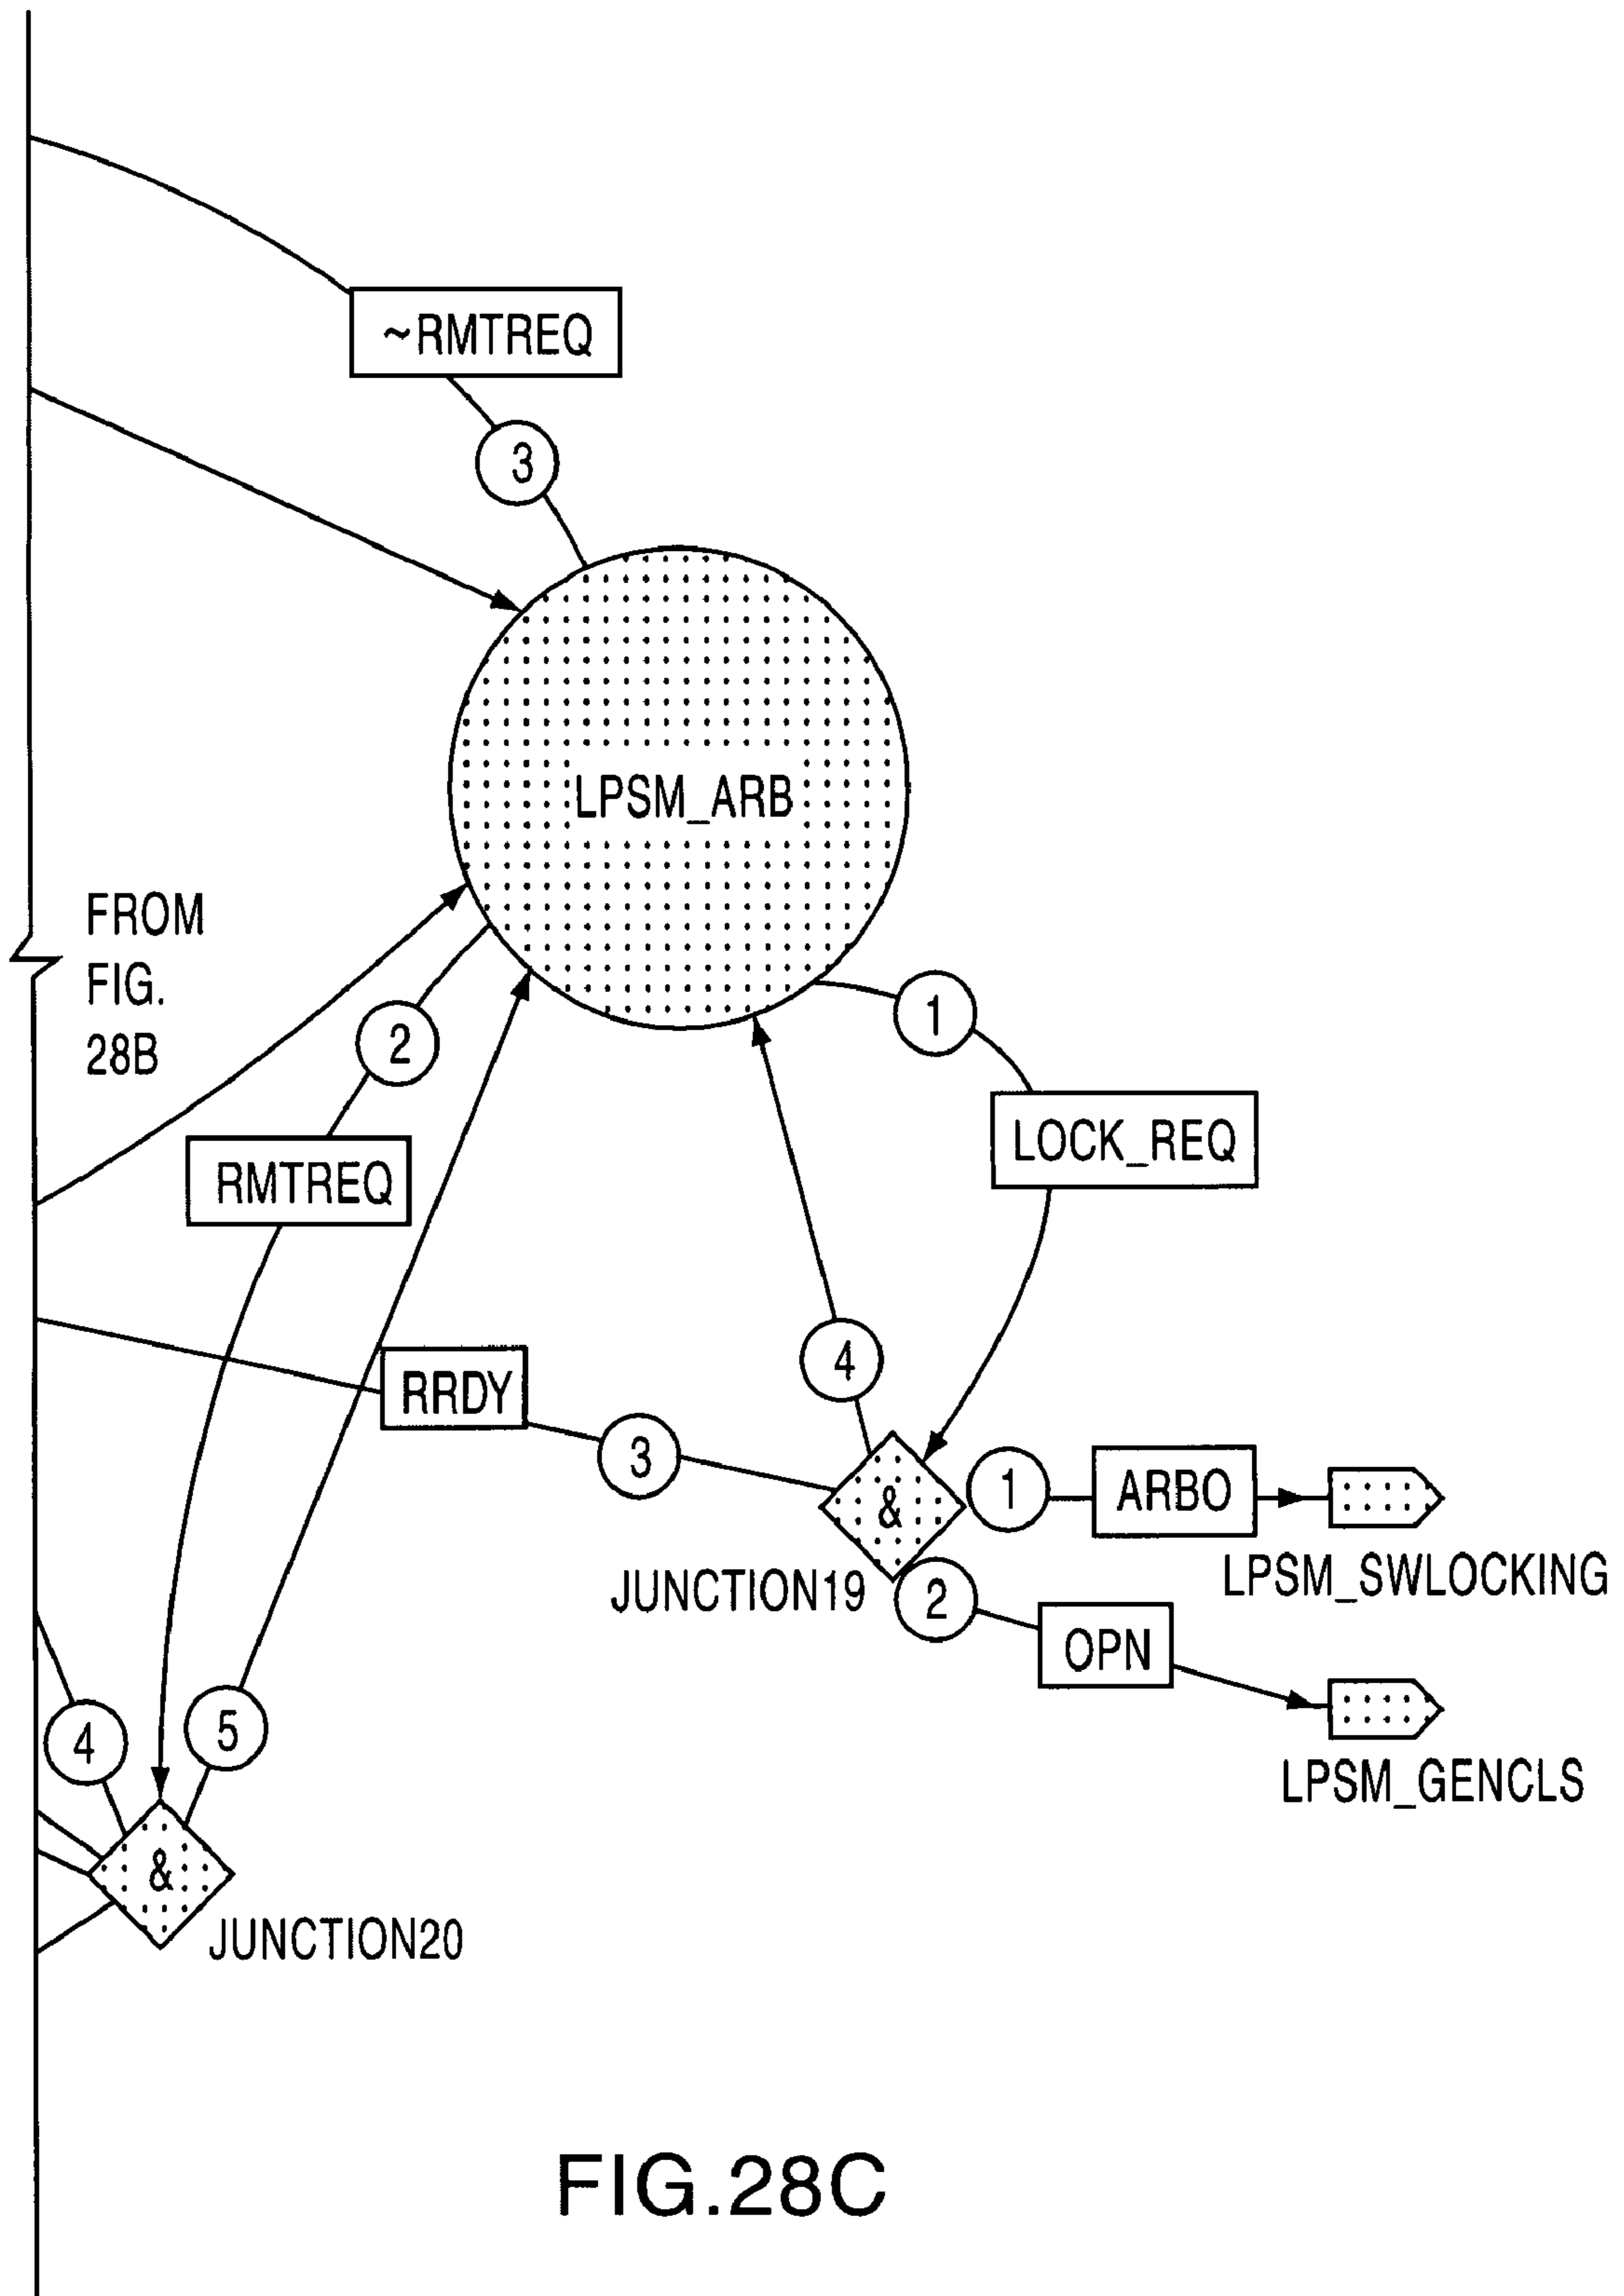 ~RMTREQ
3
LPSM_ARB
FROM
FIG.
28B
2
1
RMTREQ
LOCK_REQ
RRDY
4
3
&
1
ARBO
LPSM_SWLOCKING
JUNCTION19
2
OPN
LPSM_GENCLS
4
5
&
JUNCTION20
FIG.28C